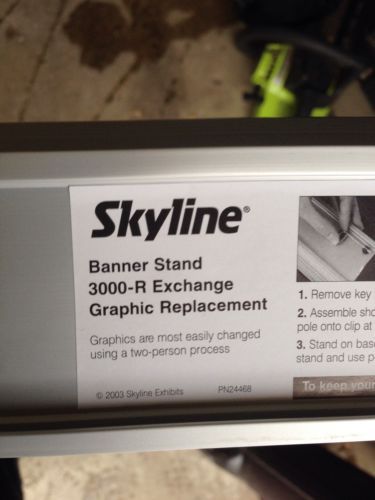 Skyline®
Banner Stand
3000-R Exchange
Graphic Replacement
Graphics are most easily changed
using a two-person process
© 2003 Skyline Exhibits PN24468
1. Remove key
2. Assemble sho
pole onto clip at
3. Stand on base
stand and use p
To keep your